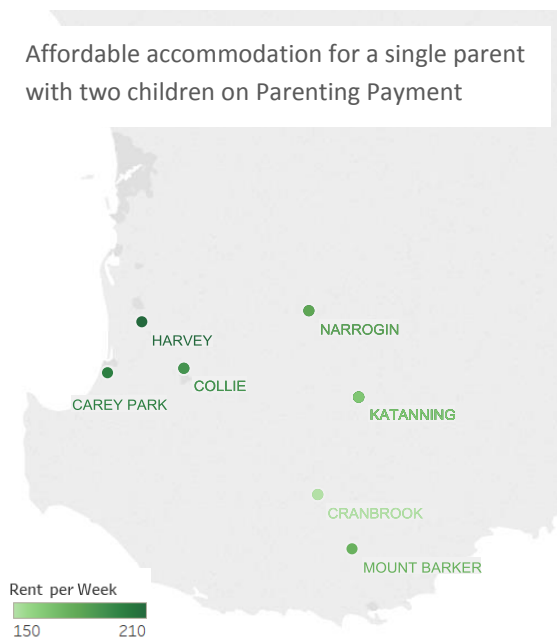 Affordable accommodation for a single parent
with two children on Parenting Payment
NARROGIN
HARVEY
COLLIE
CAREY PARK
KATANNING
CRANBROOK
MOUNT BARKER
Rent per Week
150 210